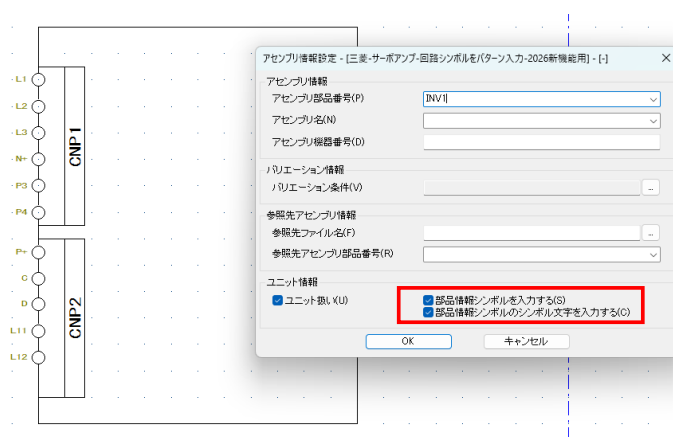 L1
L2
L3
N+
P3
P4
CNP1
P+
C
D
L11
L12
CNP2
アセンブリ情報設定 - [三菱-サーボアンプ-回路シンボルをパターン入力-2026新機能用] - [-]
アセンブリ情報
アセンブリ部品番号(P)
INV1
アセンブリ名(N)
アセンブリ機器番号(D)
バリエーション情報
バリエーション条件(V)
...
参照先アセンブリ情報
参照先ファイル名(F)
...
参照先アセンブリ部品番号(R)
ユニット情報
ユニット扱い(U)
部品情報シンボルを入力する(S)
部品情報シンボルのシンボル文字を入力する(C)
OK
キャンセル